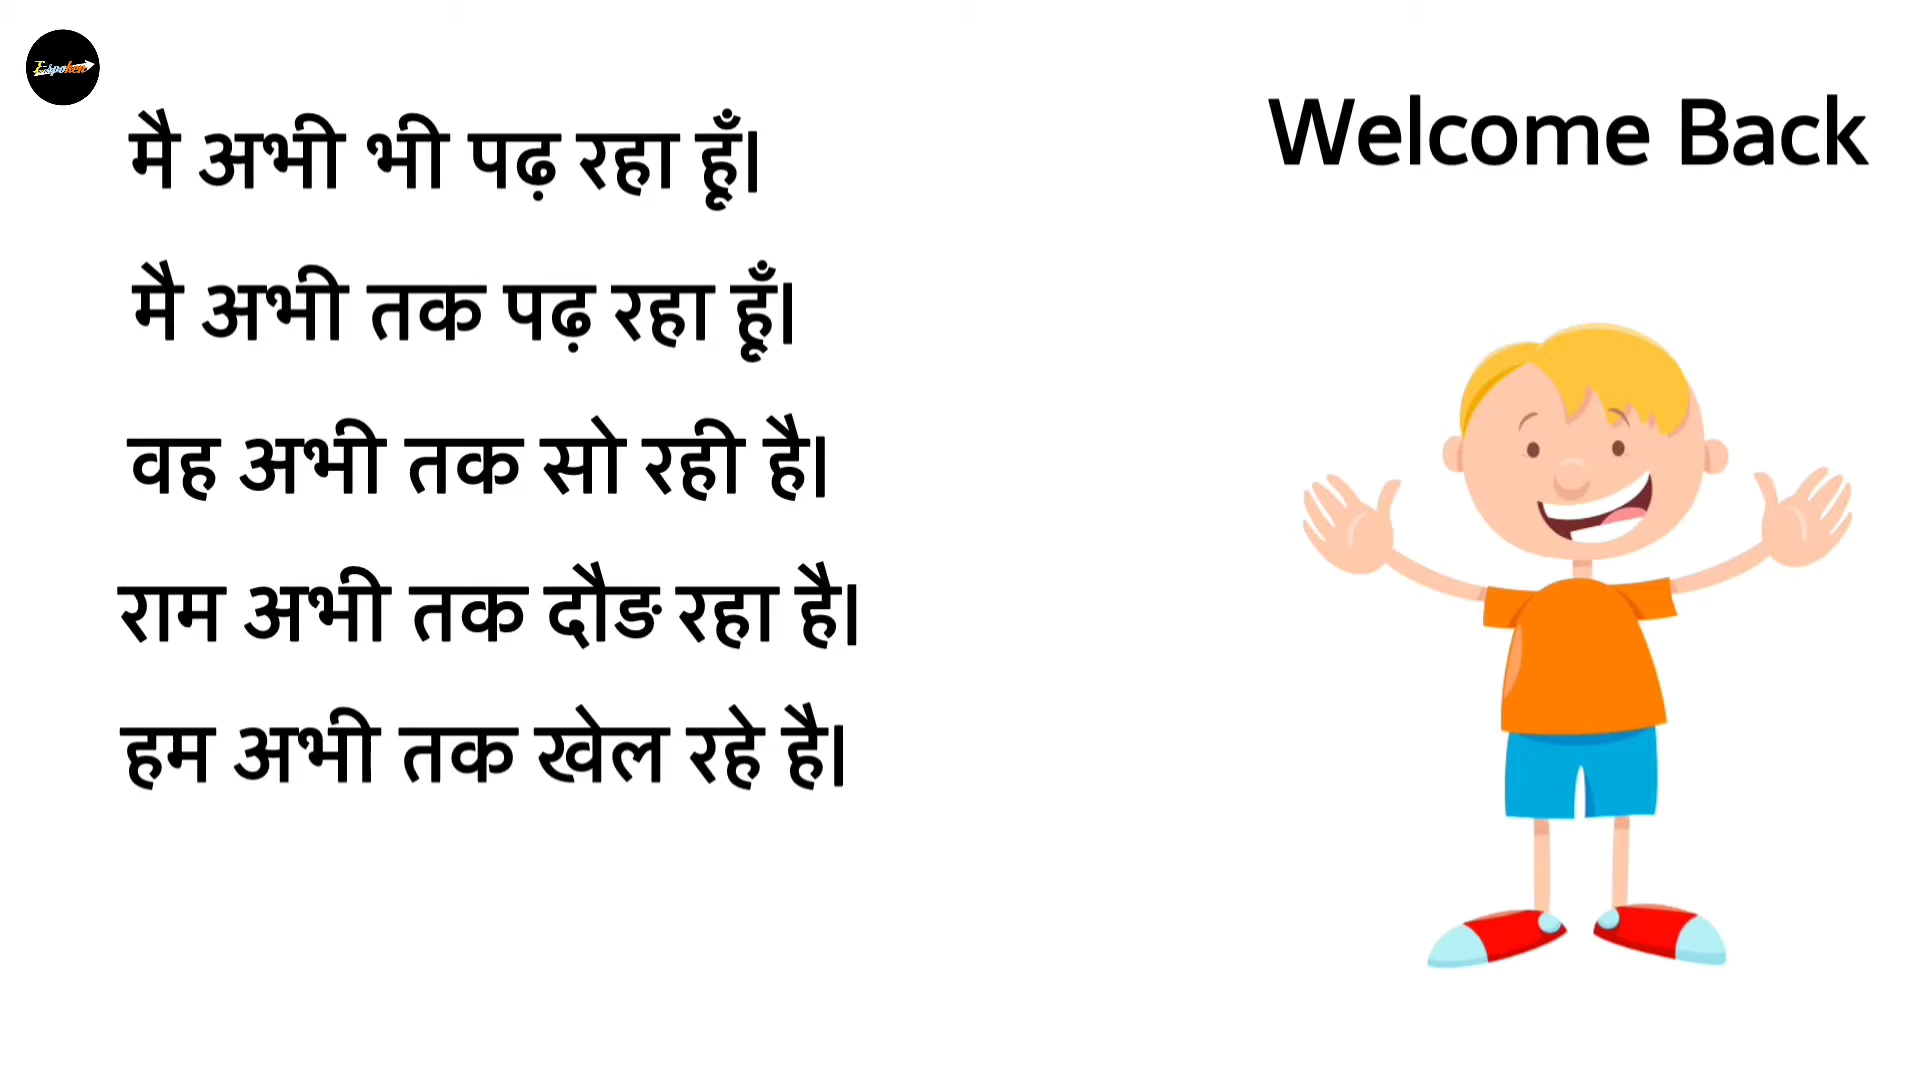 E-spoken
Welcome Back
मै अभी भी पढ़ रहा हूँ।
मै अभी तक पढ़ रहा हूँ।
वह अभी तक सो रही है।
राम अभी तक दौङ रहा है।
हम अभी तक खेल रहे है।